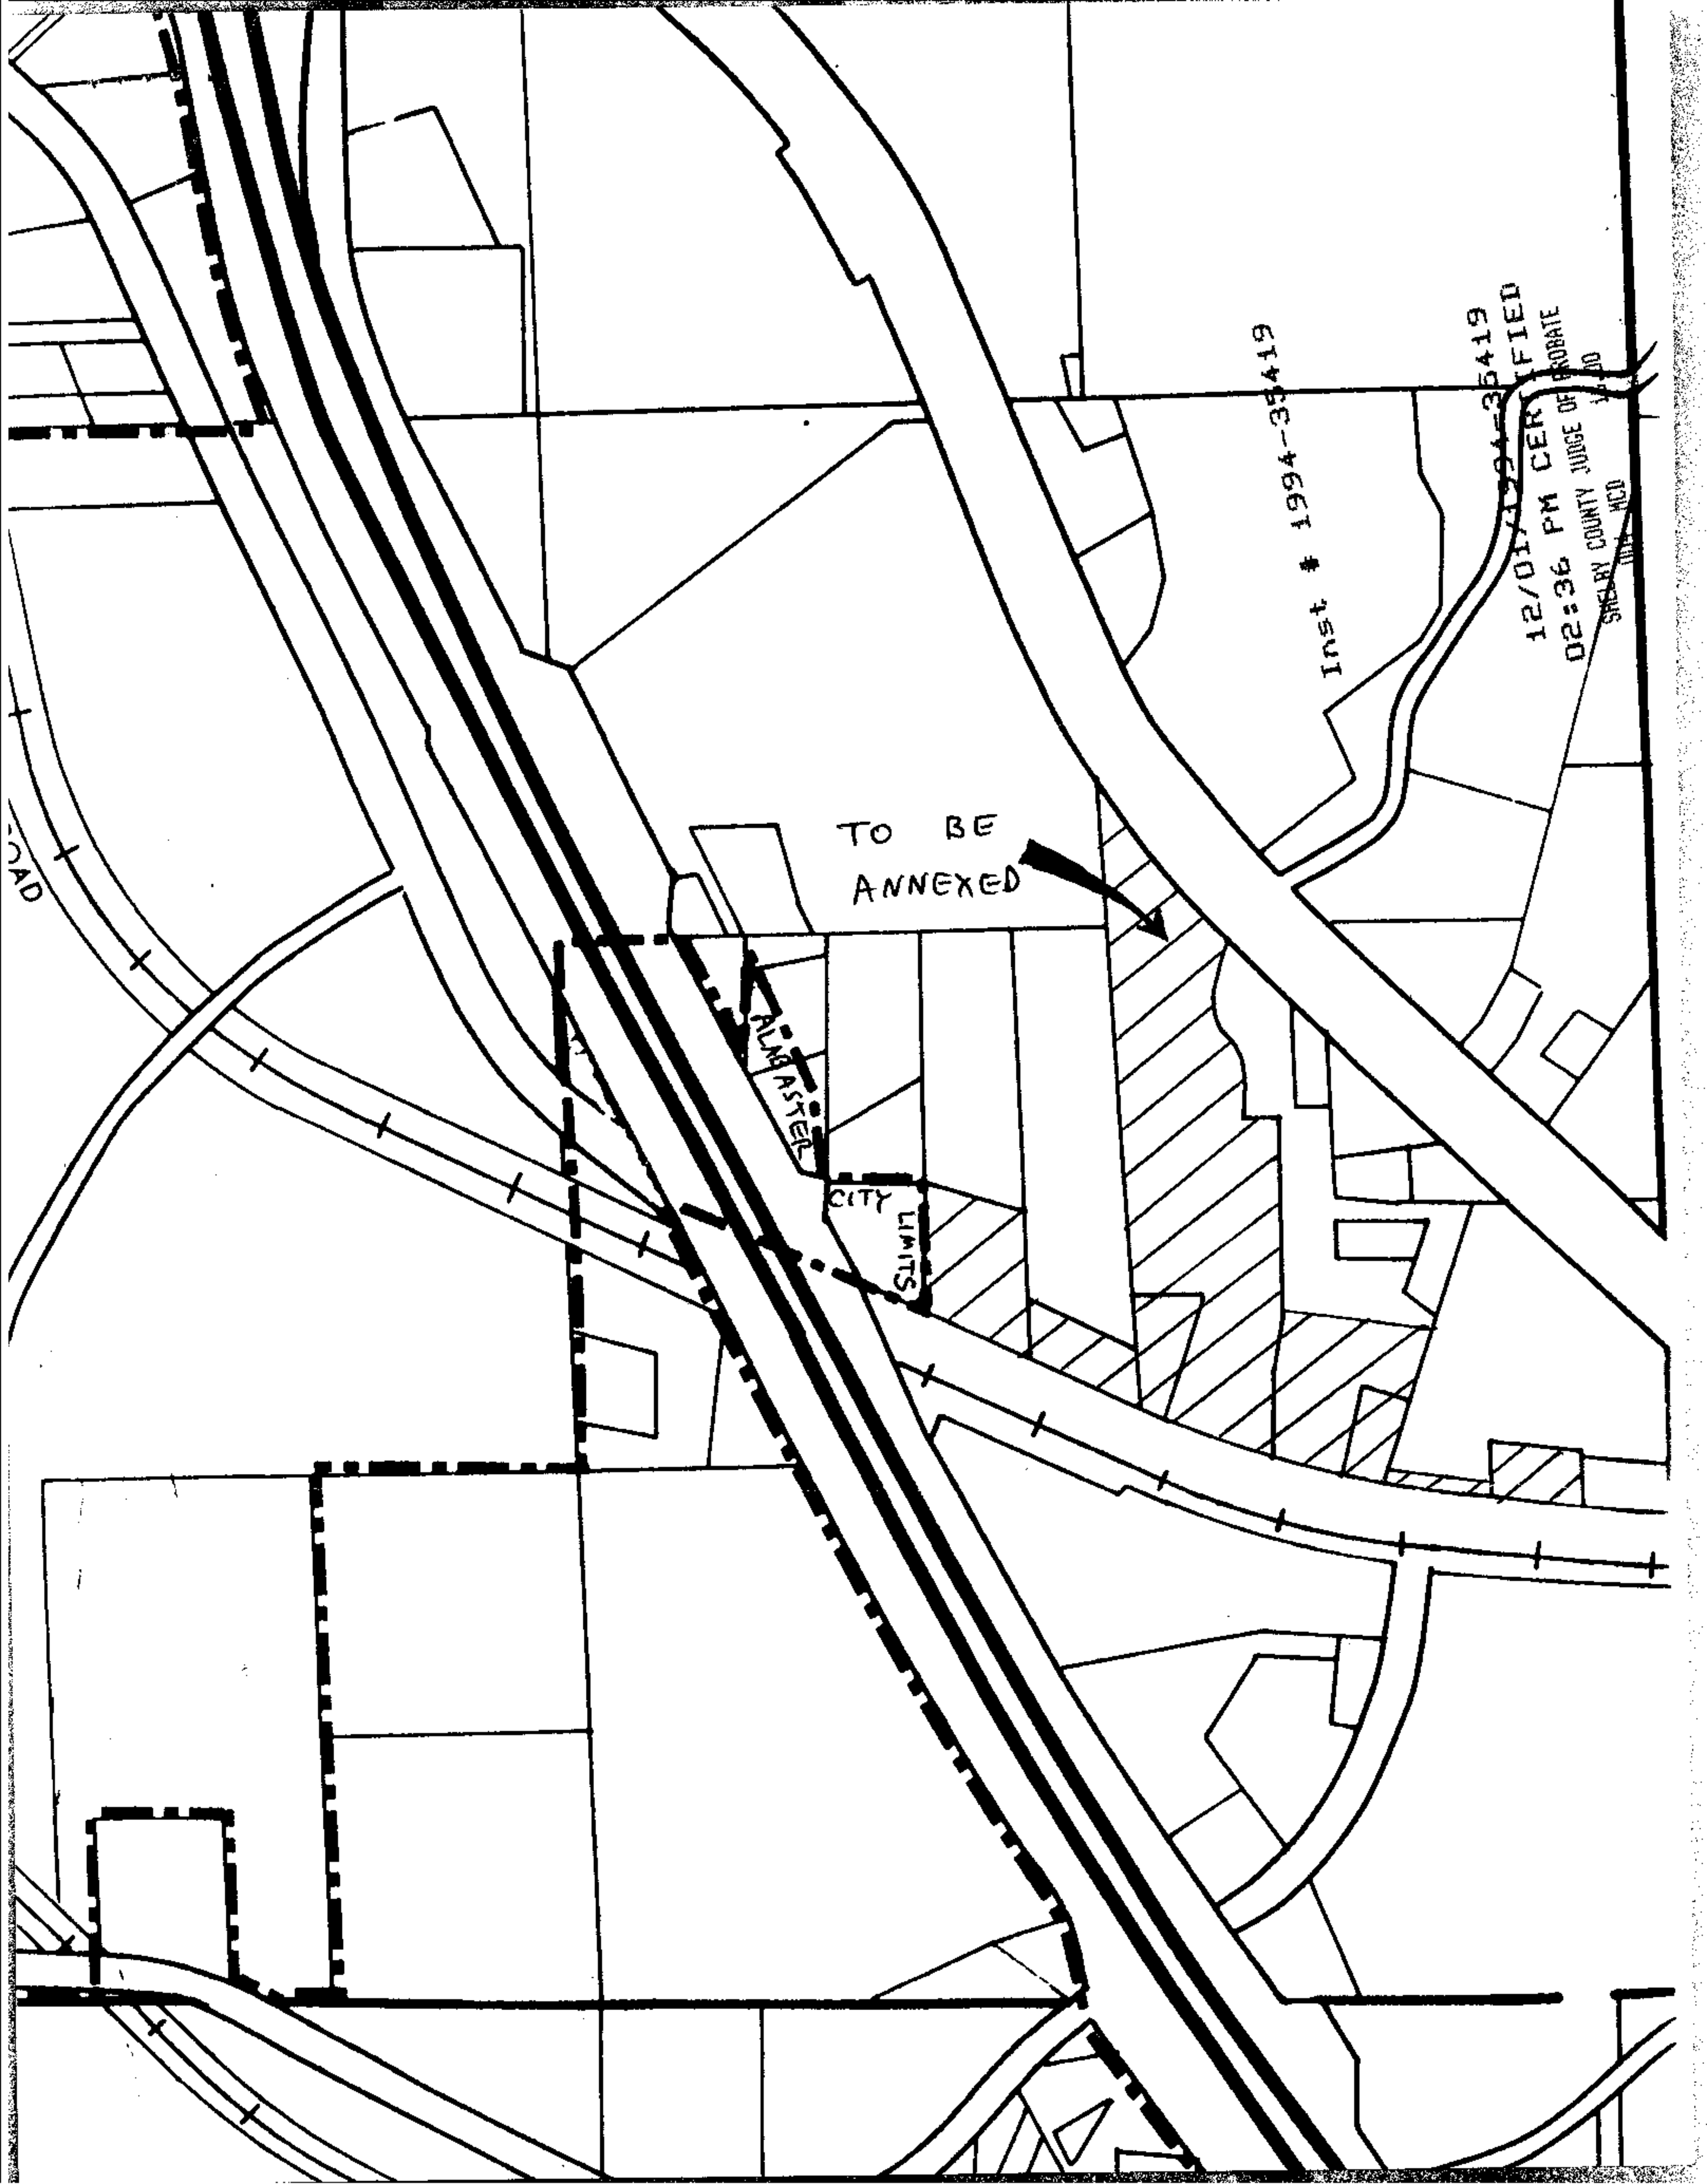 TO BE
ANNEXED
ALABASTER
CITY
LIMITS
Inst # 1994-35419
12/01/1994-35419
02:36 PM CERTIFIED
SHELBY COUNTY JUDGE OF PROBATE
MCD
OAD